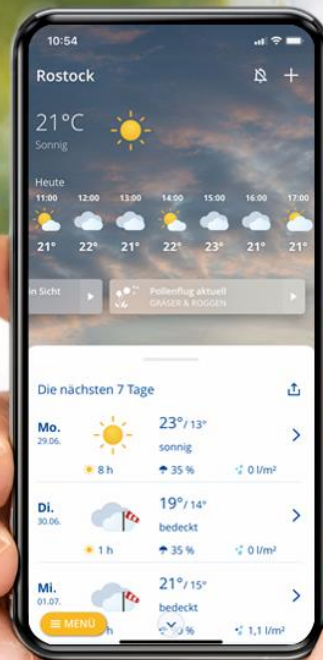 10:54
Rostock
21°C
Sonnig
Heute
11:00 12:00 13:00 14:00 15:00 16:00 17:00
21° 22° 21° 22° 23° 21° 21°
in Sicht
Pollenflug aktuell
GRÄSER & ROGGEN
Die nächsten 7 Tage
Mo. 23°/13°
29.06.
sonnig
8 h 35 % 0 l/m²
Di. 19°/14°
30.06.
bedeckt
1 h 35 % 0 l/m²
Mi. 21°/15°
01.07.
bedeckt
MENÜ h % 1,1 l/m²